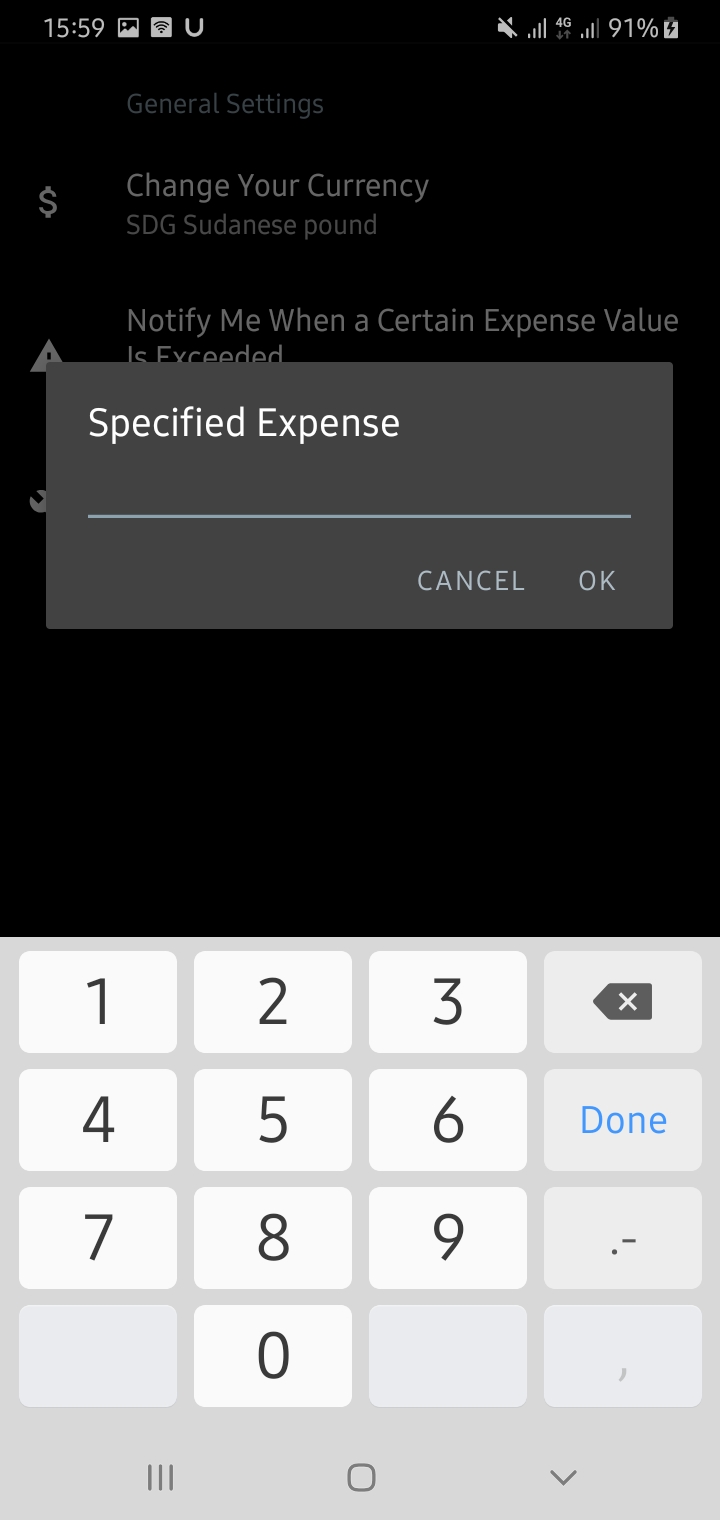 15:59
4G
91%
General Settings
$
Change Your Currency
SDG Sudanese pound
Notify Me When a Certain Expense Value
Is Exceeded
Specified Expense
CANCEL OK
1 2 3
4 5 6 Done
7 8 9 .-
0 ,